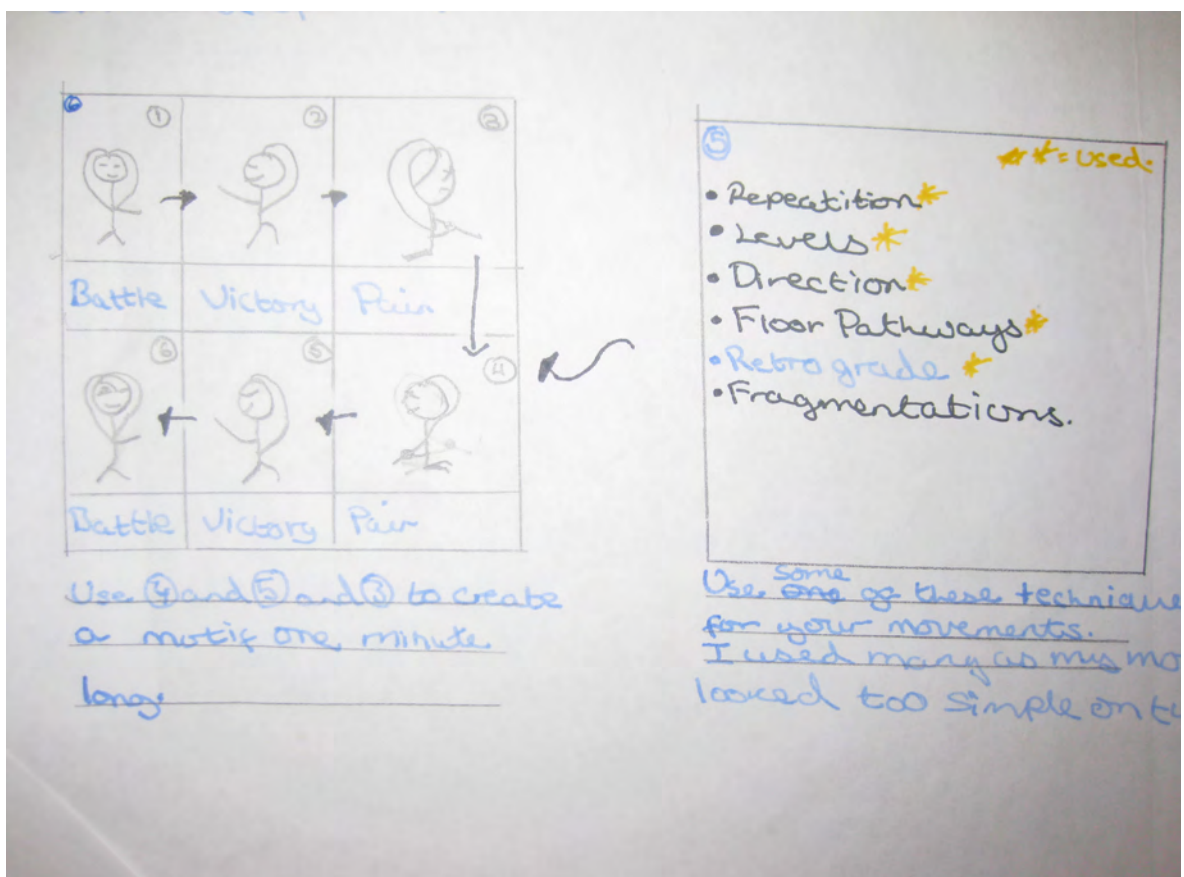 6
1
2
3
Battle
Victory
Pain
6
5
4
Battle
Victory
Pain
Use 4 and 5 and 3 to create
a motif one minute
long.
5
* = used.
• Repeatition *
• Levels *
• Direction *
• Floor Pathways *
• Retrograde *
• Fragmentations.
some
Use one of these technique
for your movements.
I used many as my mo
looked too simple on